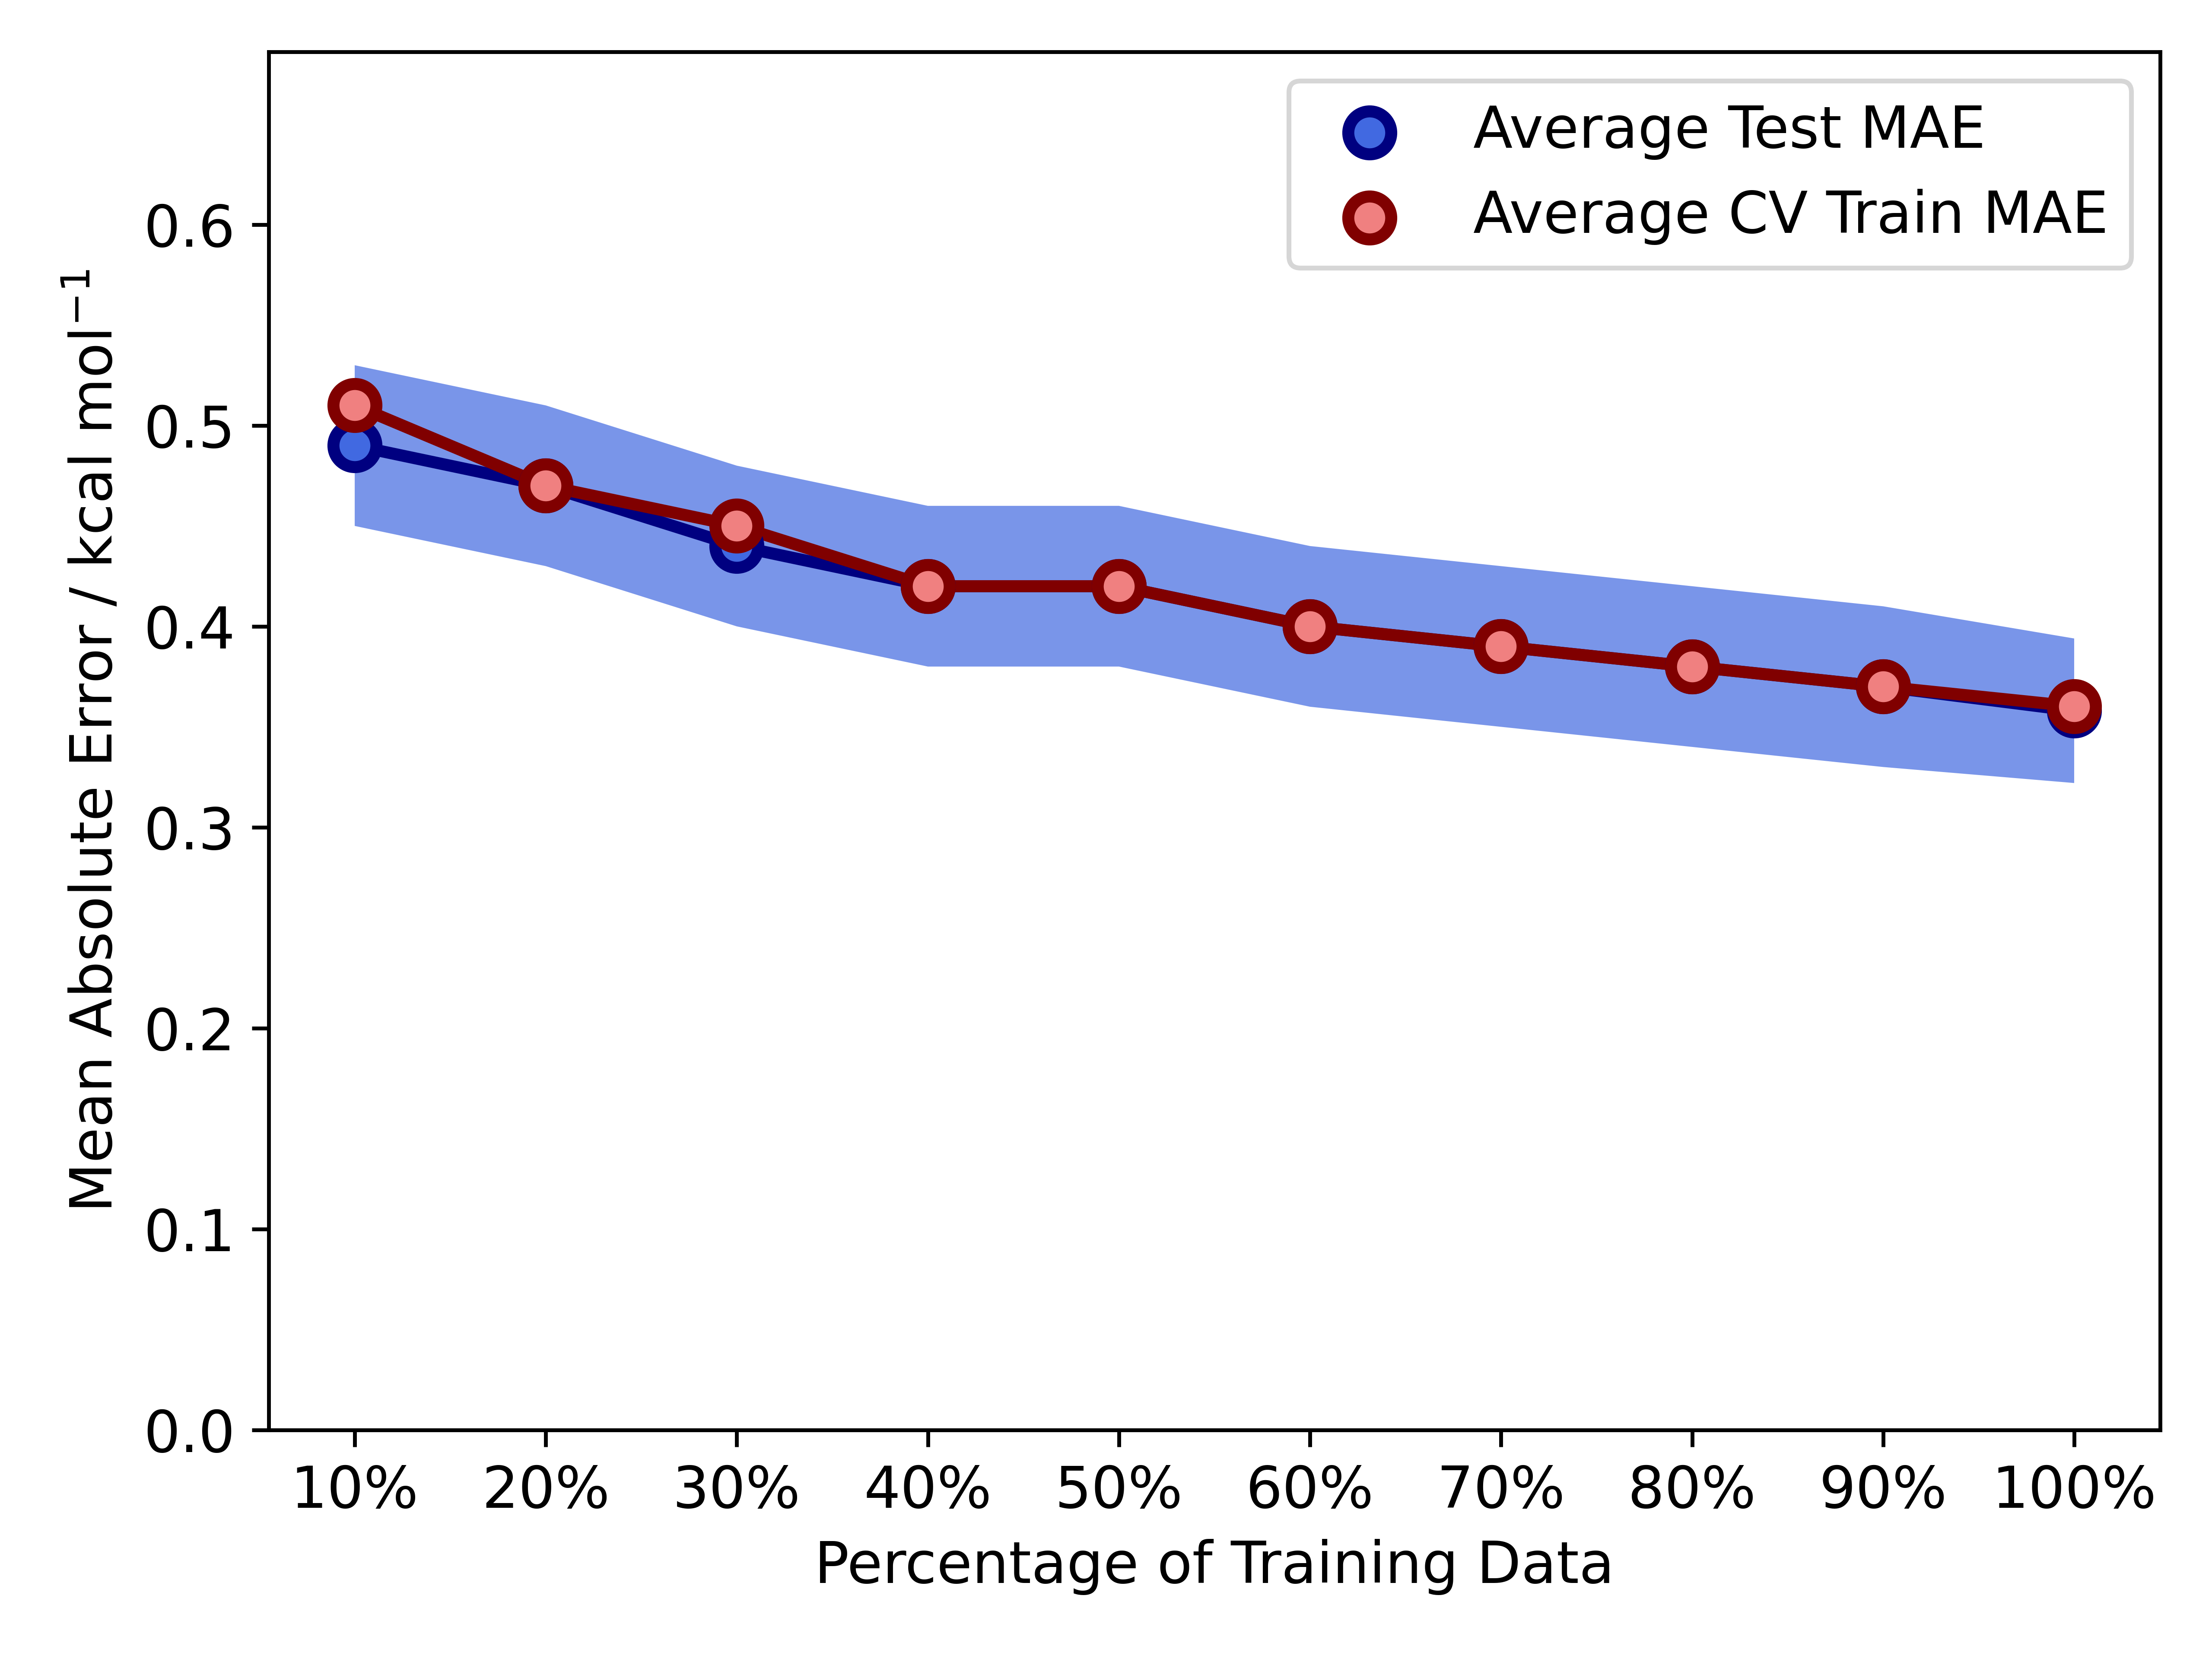 Average Test MAE
Average CV Train MAE
Mean Absolute Error / kcal mol⁻¹
0.6
0.5
0.4
0.3
0.2
0.1
0.0
10% 20% 30% 40% 50% 60% 70% 80% 90% 100%
Percentage of Training Data